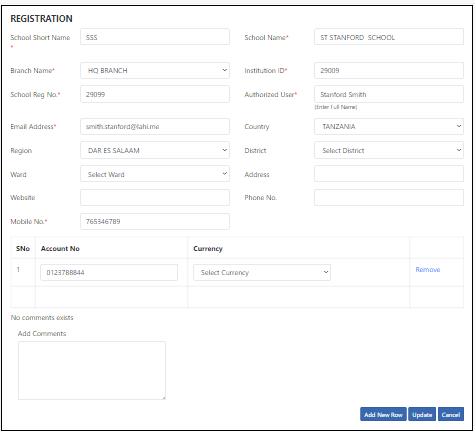 REGISTRATION
School Short Name * SSS School Name* ST STANFORD SCHOOL
Branch Name* HQ BRANCH Institution ID* 29009
School Reg No.* 29099 Authorized User* Stanford Smith
(Enter Full Name)
Email Address* smith.stanford@lahi.me Country TANZANIA
Region DAR ES SALAAM District Select District
Ward Select Ward Address
Website Phone No.
Mobile No.* 765346789
SNo Account No Currency
1 0123788844 Select Currency Remove
No comments exists
Add Comments
Add New Row Update Cancel